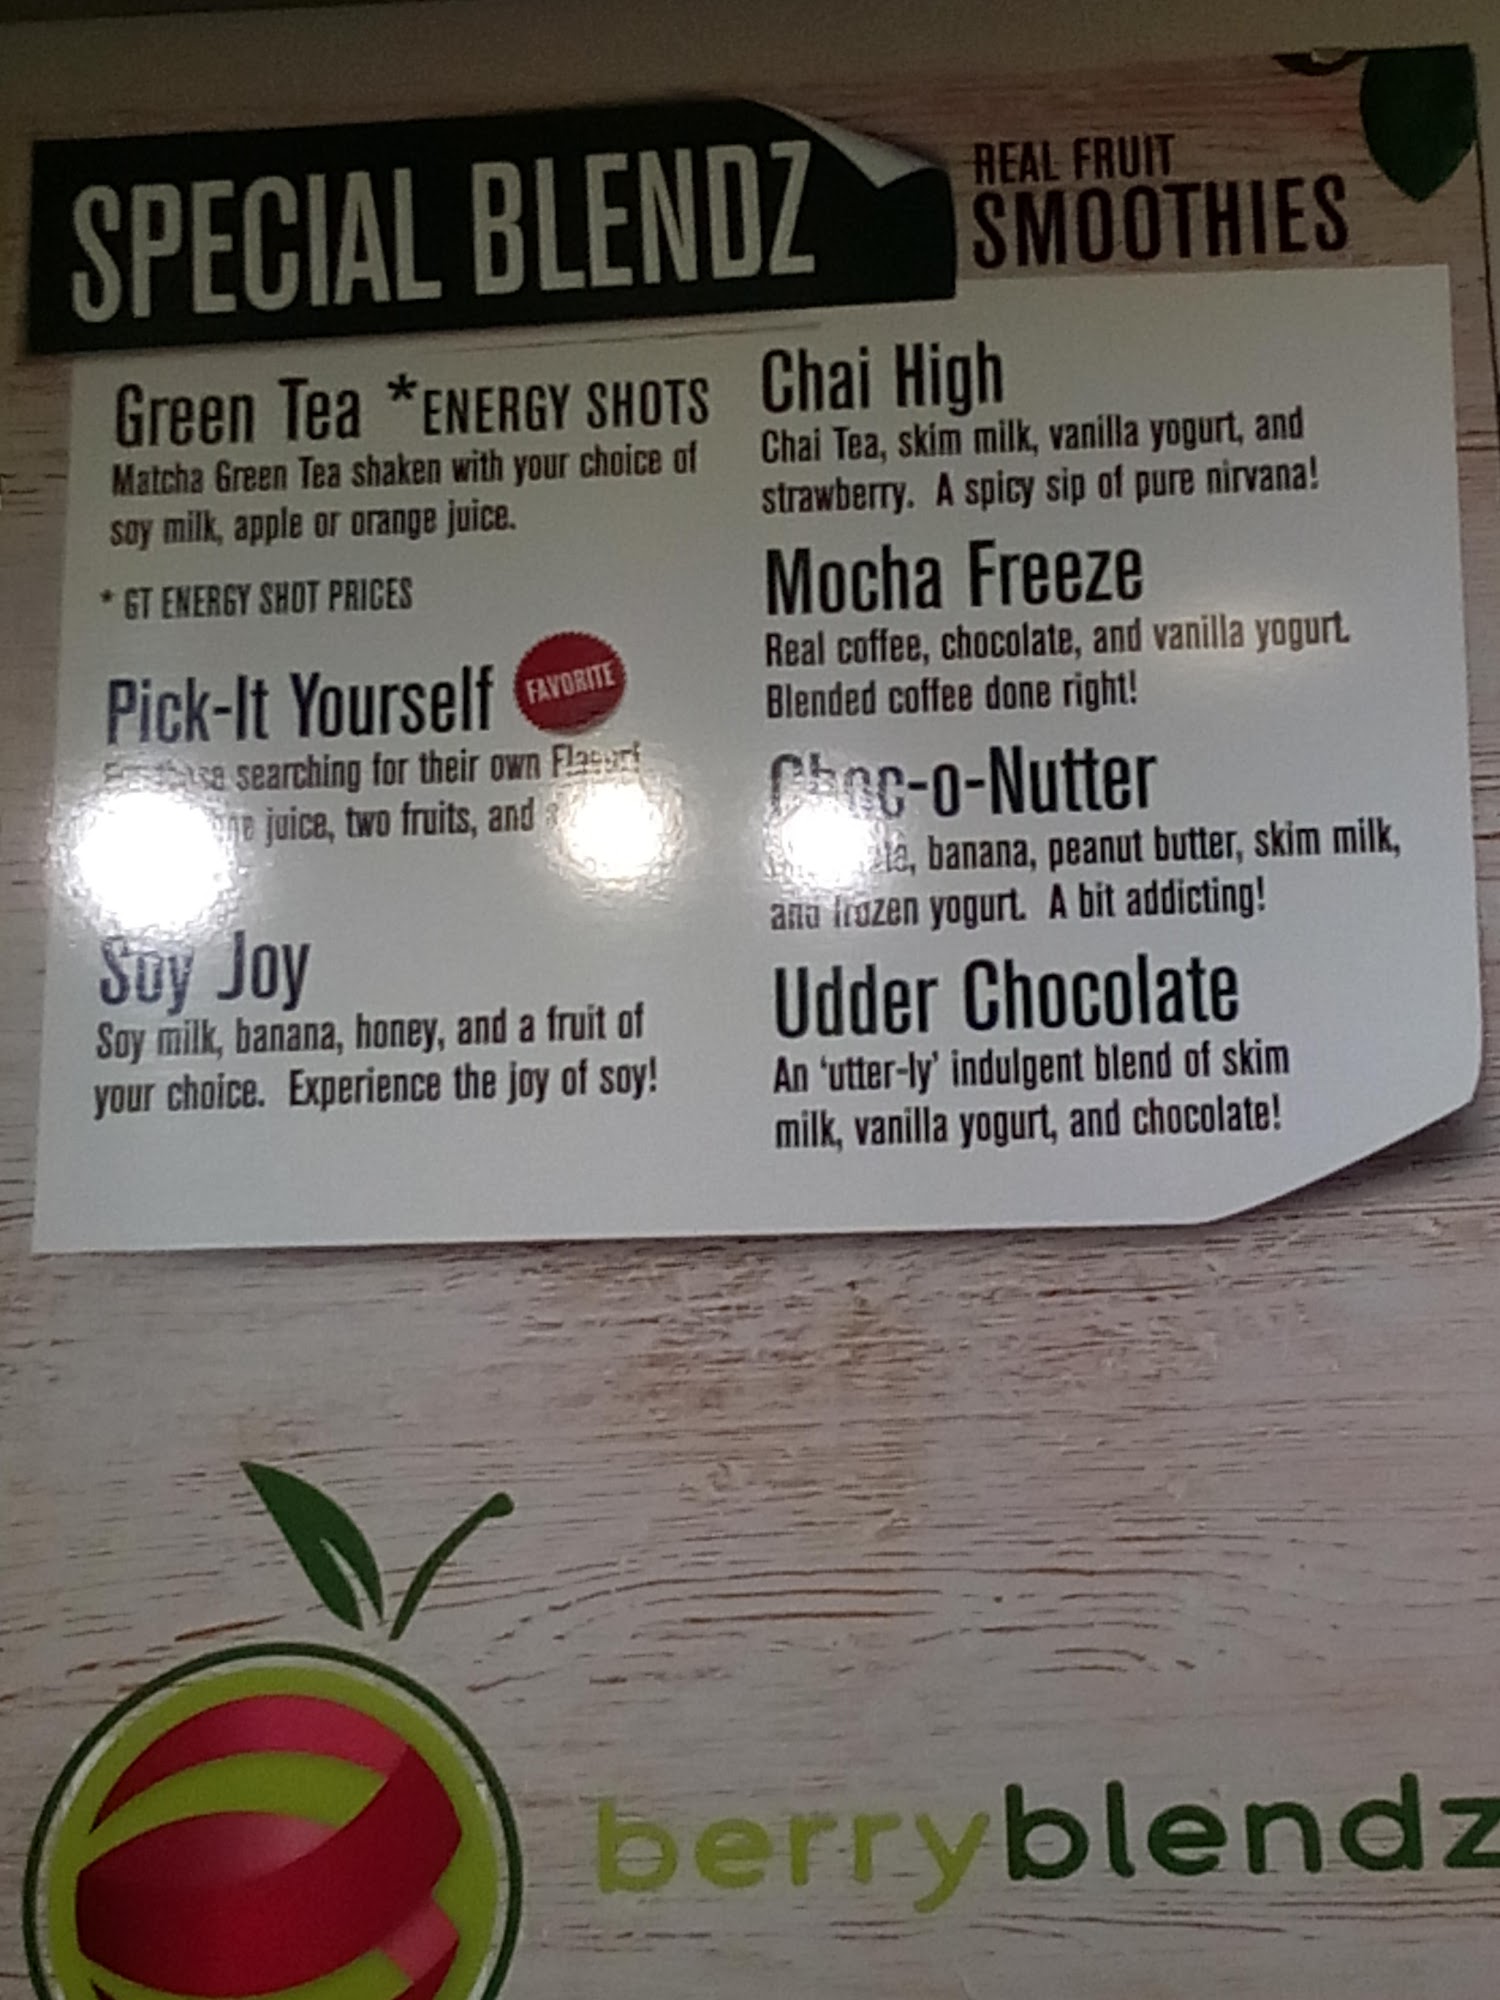 SPECIAL BLENDZ
REAL FRUIT
SMOOTHIES
Green Tea *ENERGY SHOTS
Matcha Green Tea shaken with your choice of
soy milk, apple or orange juice.
* GT ENERGY SHOT PRICES
Pick-It Yourself FAVORITE
searching for their own
juice, two fruits, and
Soy Joy
Soy milk, banana, honey, and a fruit of
your choice. Experience the joy of soy!
Chai High
Chai Tea, skim milk, vanilla yogurt, and
strawberry. A spicy sip of pure nirvana!
Mocha Freeze
Real coffee, chocolate, and vanilla yogurt.
Blended coffee done right!
Choc-o-Nutter
banana, peanut butter, skim milk,
and frozen yogurt. A bit addicting!
Udder Chocolate
An ‘utter-ly’ indulgent blend of skim
milk, vanilla yogurt, and chocolate!
berryblendz